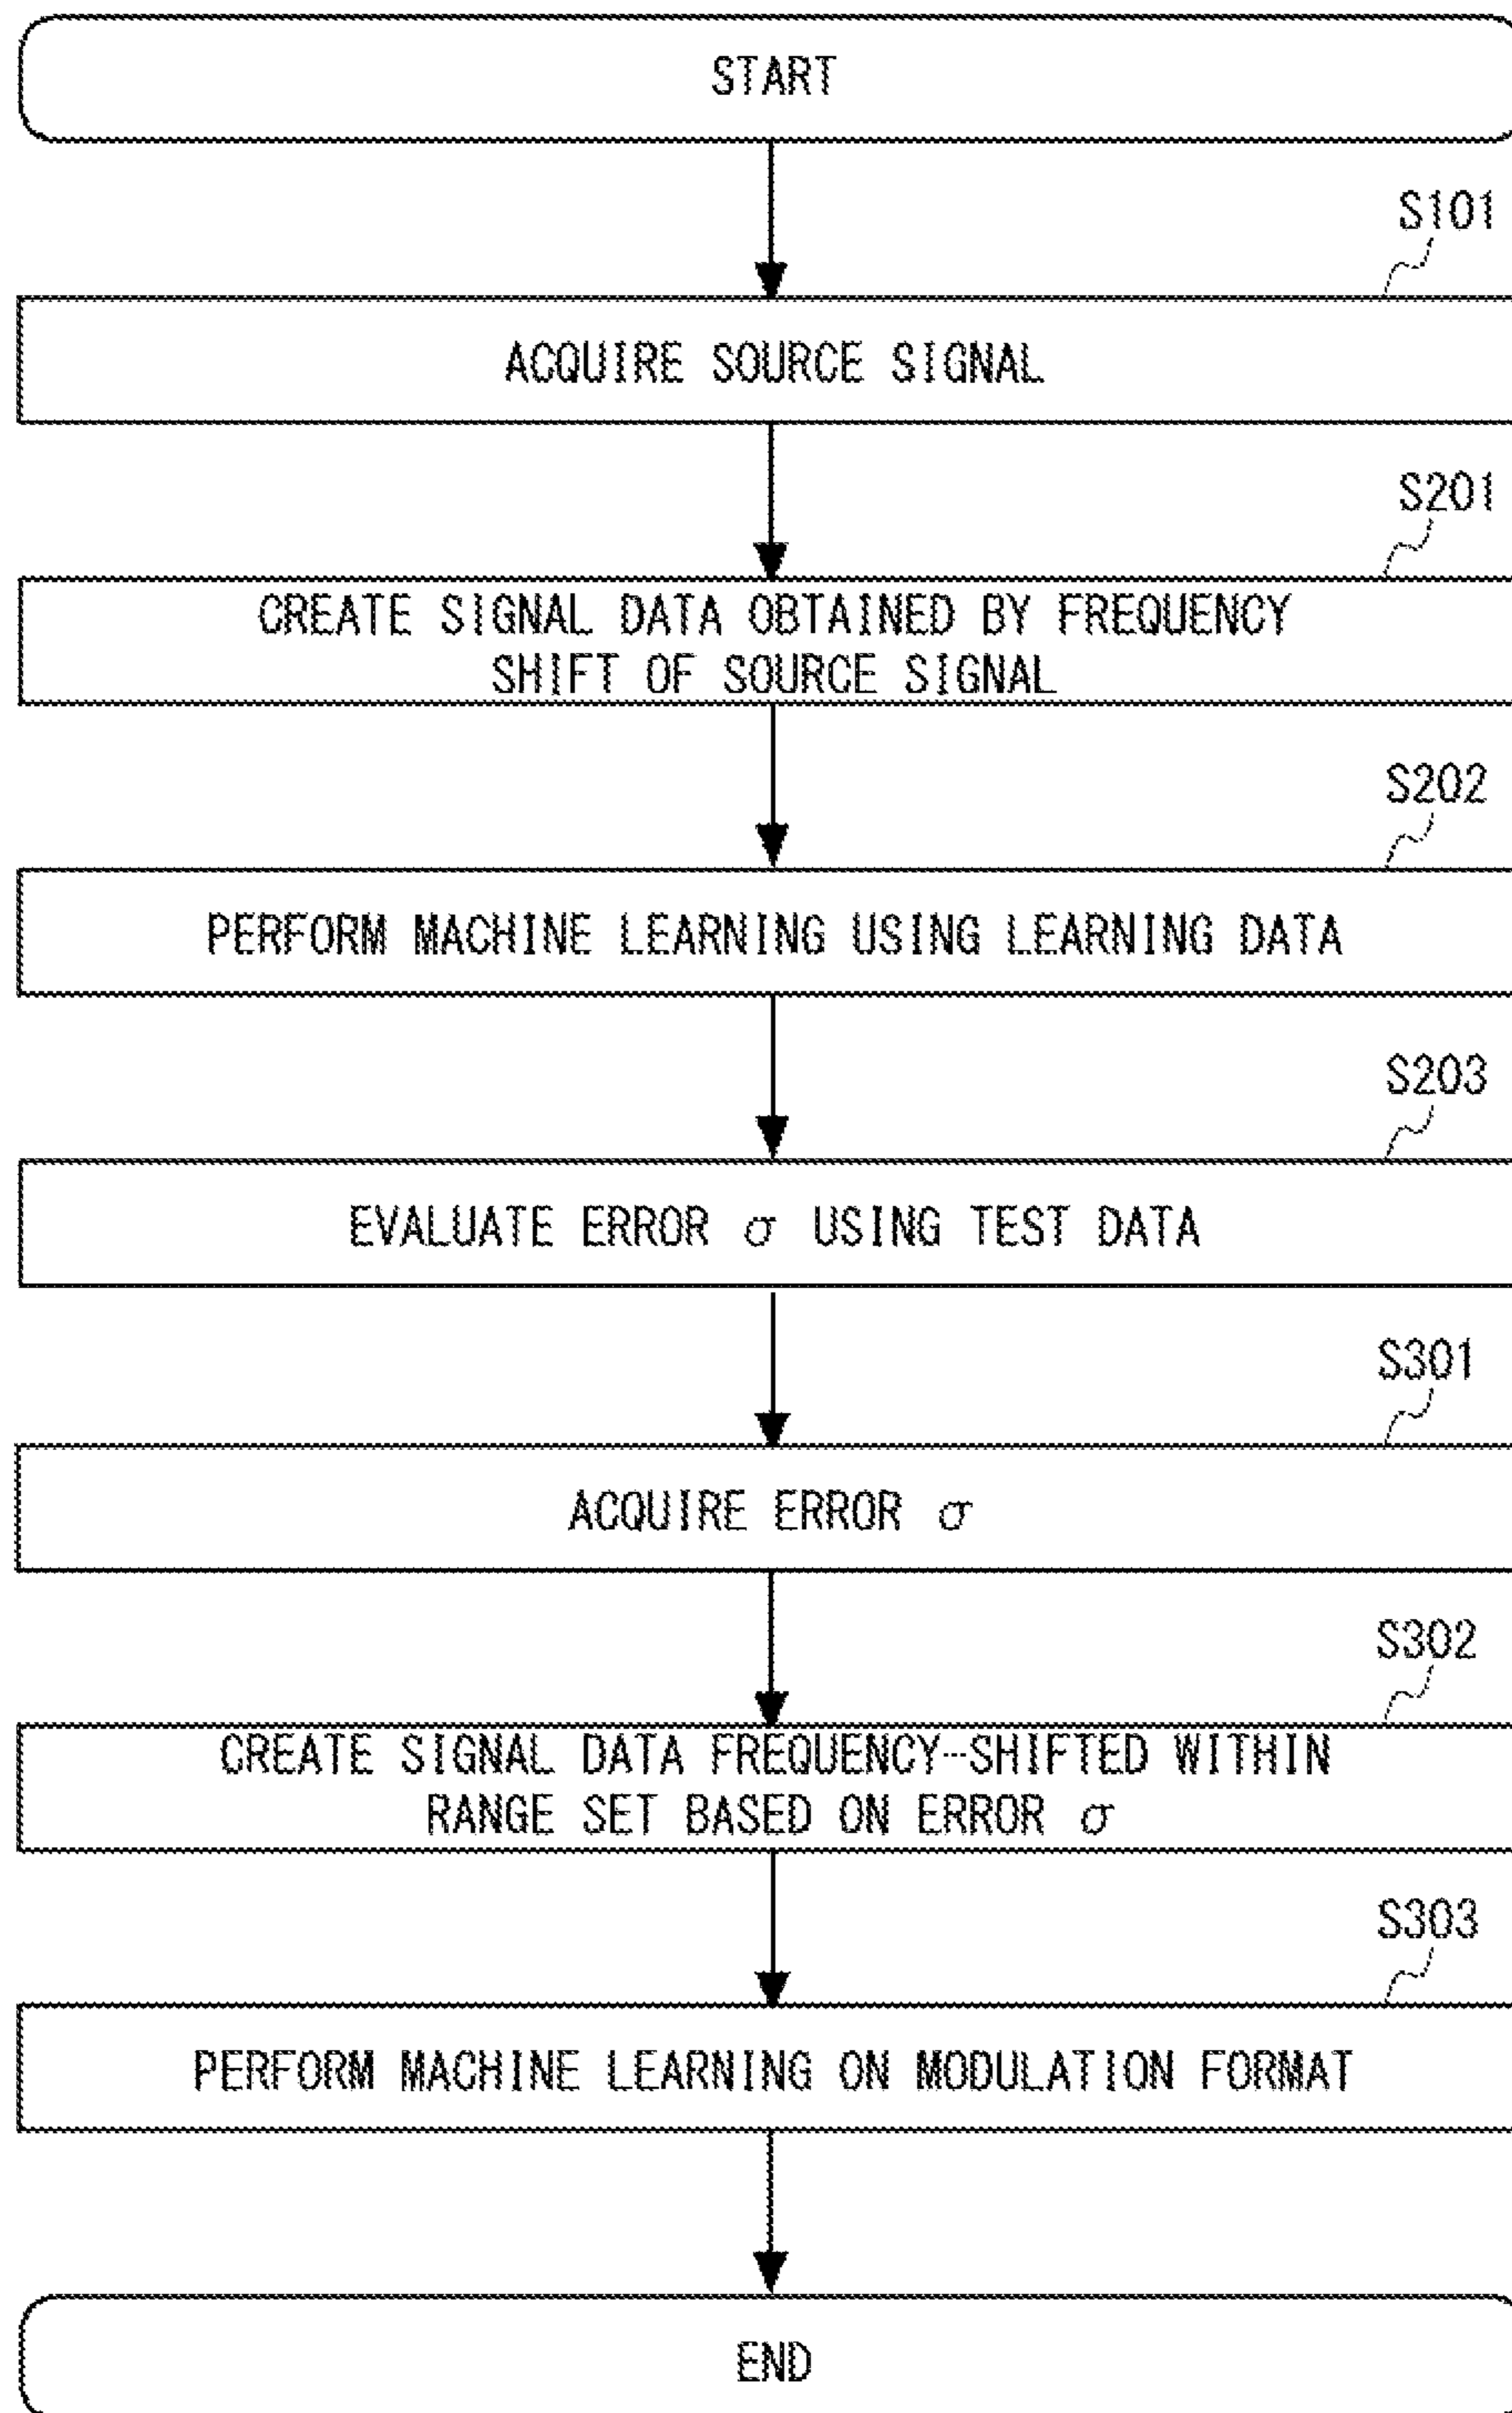 START
S101
ACQUIRE SOURCE SIGNAL
S201
CREATE SIGNAL DATA OBTAINED BY FREQUENCY
SHIFT OF SOURCE SIGNAL
S202
PERFORM MACHINE LEARNING USING LEARNING DATA
S203
EVALUATE ERROR σ USING TEST DATA
S301
ACQUIRE ERROR σ
S302
CREATE SIGNAL DATA FREQUENCY-SHIFTED WITHIN
RANGE SET BASED ON ERROR σ
S303
PERFORM MACHINE LEARNING ON MODULATION FORMAT
END